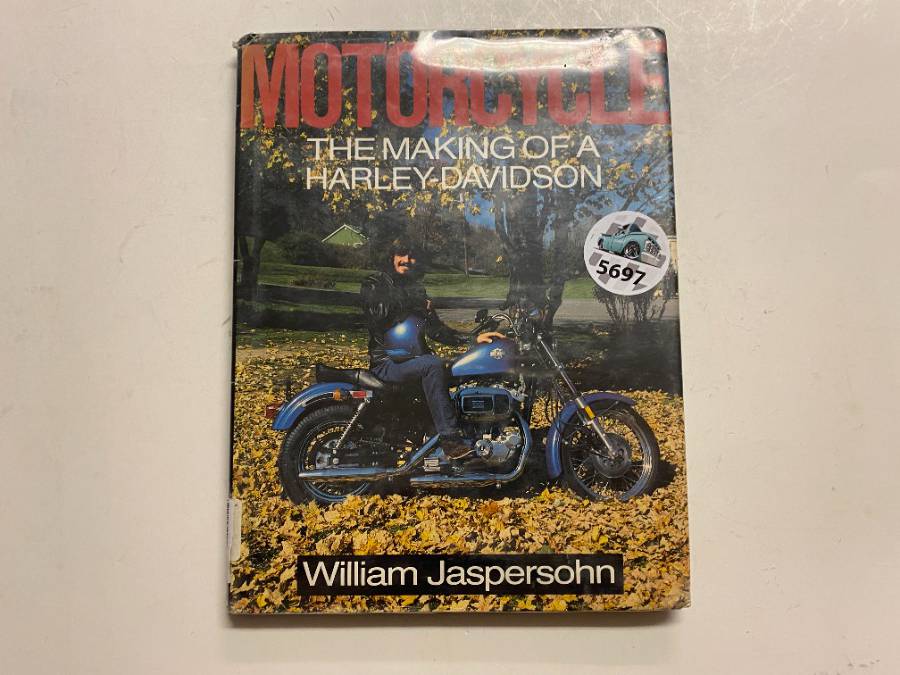 MOTORCYCLE
THE MAKING OF A
HARLEY-DAVIDSON
5697
William Jaspersohn